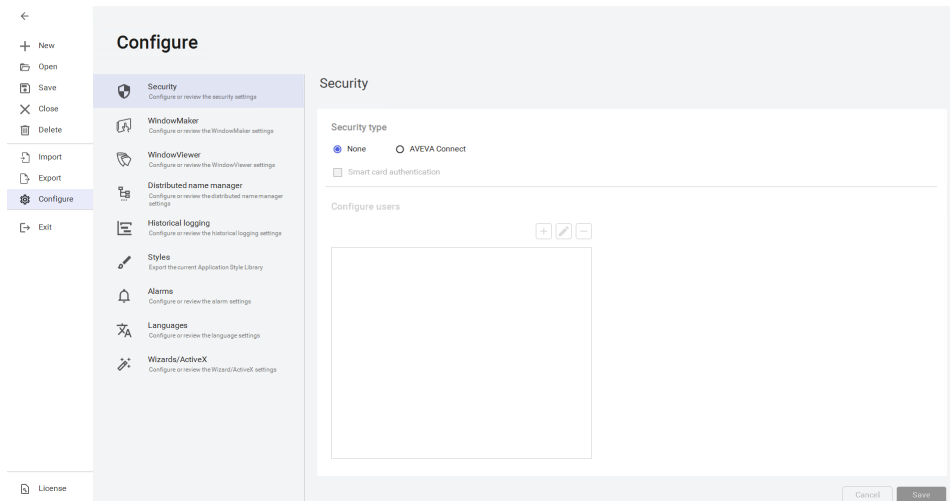 New
Open
Save
Close
Delete
Import
Export
Configure
Exit
License
Configure
Security
Configure or review the security settings
WindowMaker
Configure or review the WindowMaker settings
WindowViewer
Configure or review the WindowViewer settings
Distributed name manager
Configure or review the distributed name manager
settings
Historical logging
Configure or review the historical logging settings
Styles
Export the current Application Style Library
Alarms
Configure or review the alarm settings
Languages
Configure or review the language settings
Wizards/ActiveX
Configure or review the Wizard/ActiveX settings
Security
Security type
None AVEVA Connect
Smart card authentication
Configure users
Cancel Save